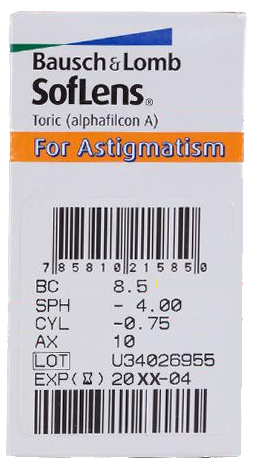 Bausch & Lomb
SofLens®
Toric (alphafilcon A)
For Astigmatism
7 85810 21585 0
BC 8.5
SPH - 4.00
CYL -0.75
AX 10
LOT U34026955
EXP(⌛) 20XX-04